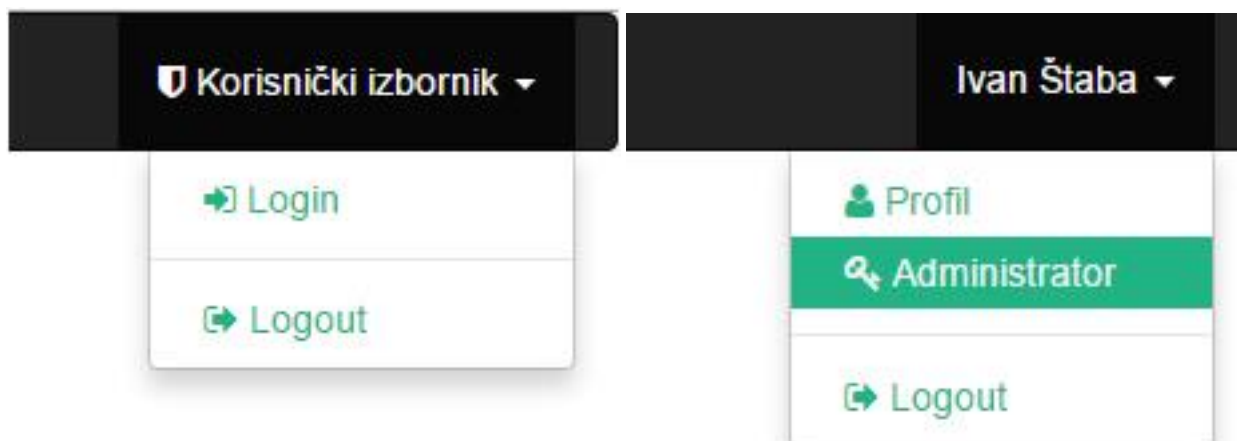 Korisnički izbornik
Login
Logout
Ivan Štaba
Profil
Administrator
Logout